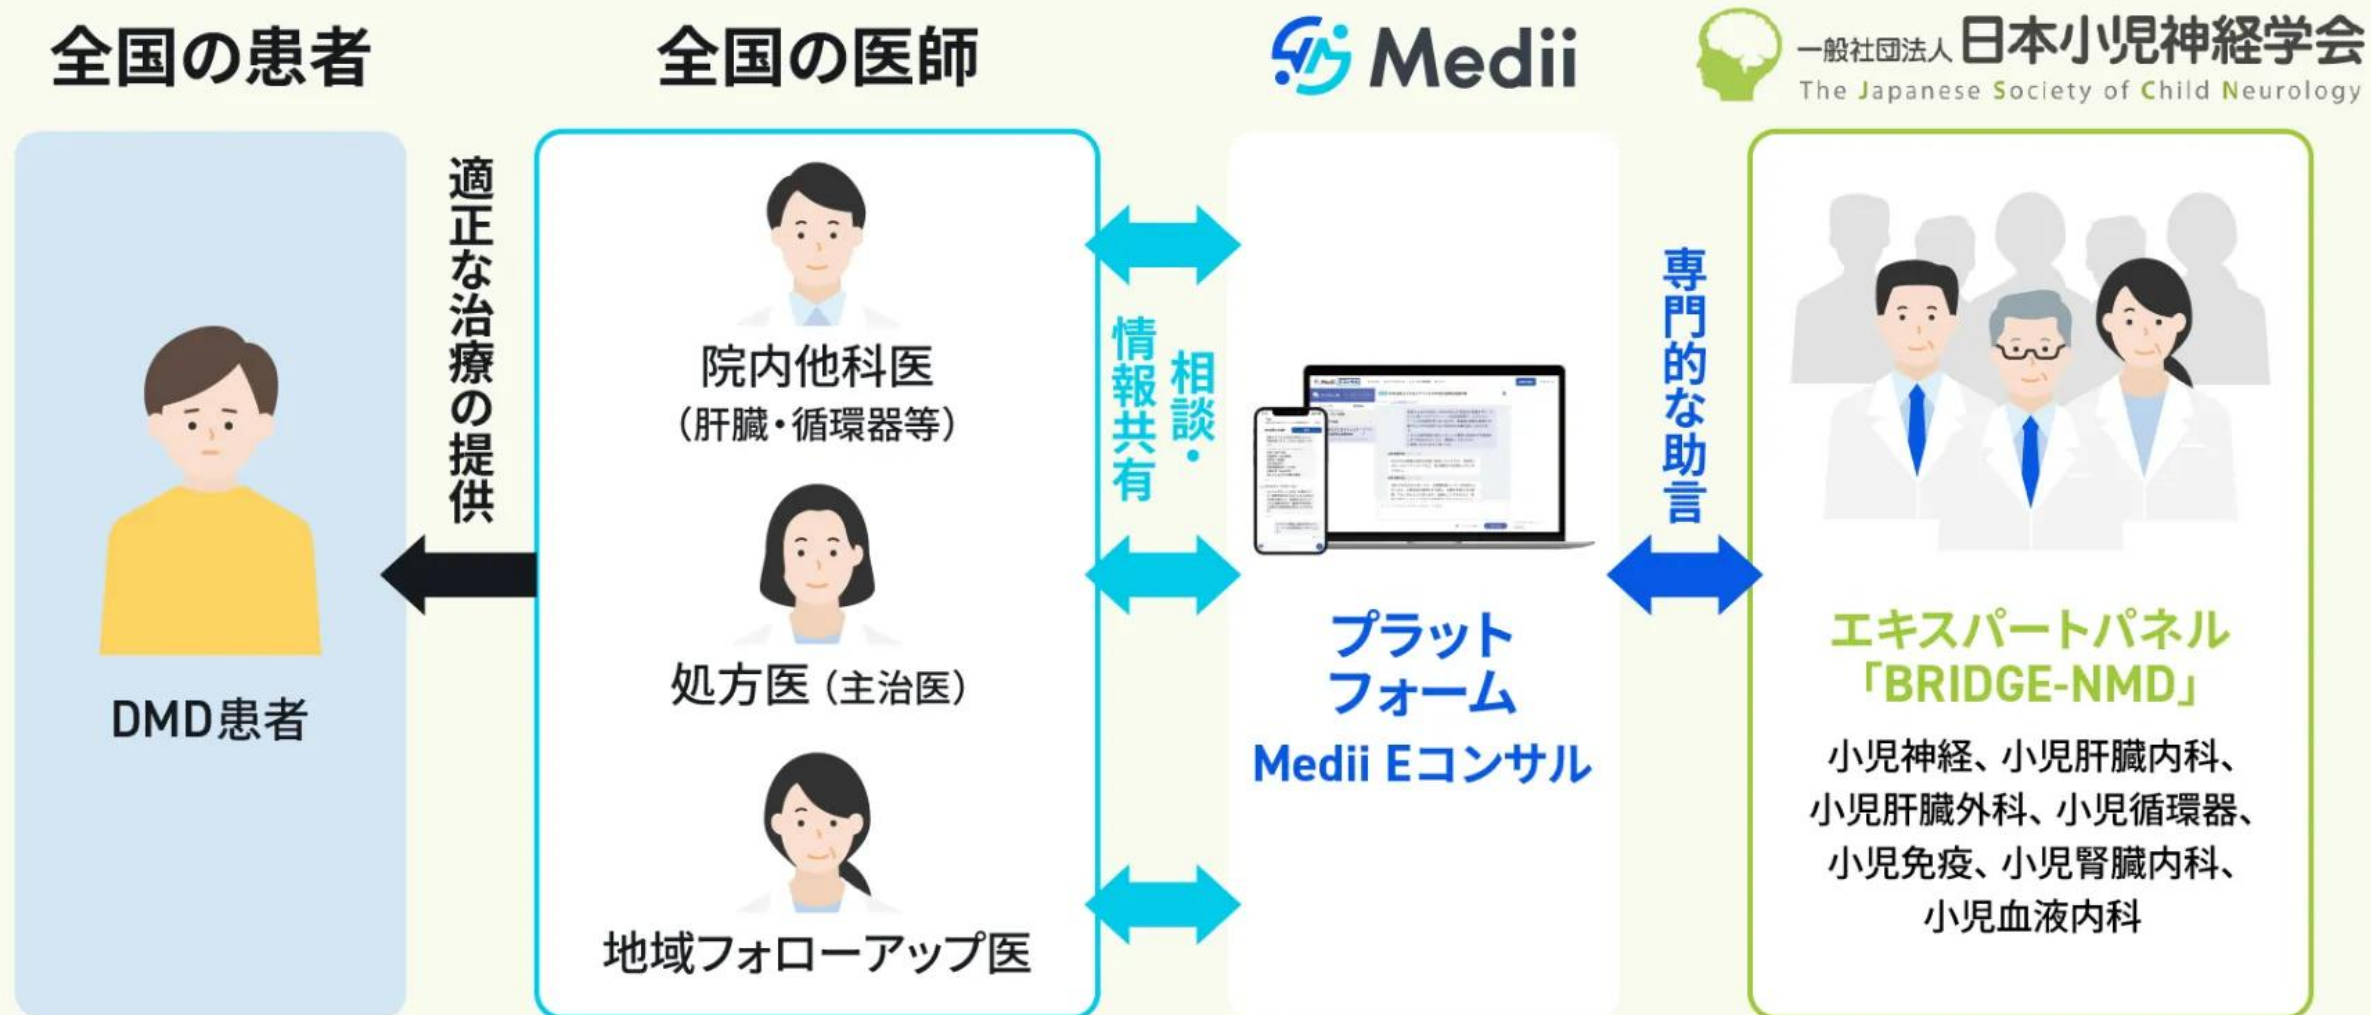 全国の患者
全国の医師
Medii
一般社団法人 日本小児神経学会
The Japanese Society of Child Neurology
DMD患者
適正な治療の提供
院内他科医
（肝臓・循環器等）
処方医（主治医）
地域フォローアップ医
相談・
情報共有
プラット
フォーム
Medii Eコンサル
専門的な助言
エキスパートパネル
「BRIDGE-NMD」
小児神経、小児肝臓内科、
小児肝臓外科、小児循環器、
小児免疫、小児腎臓内科、
小児血液内科